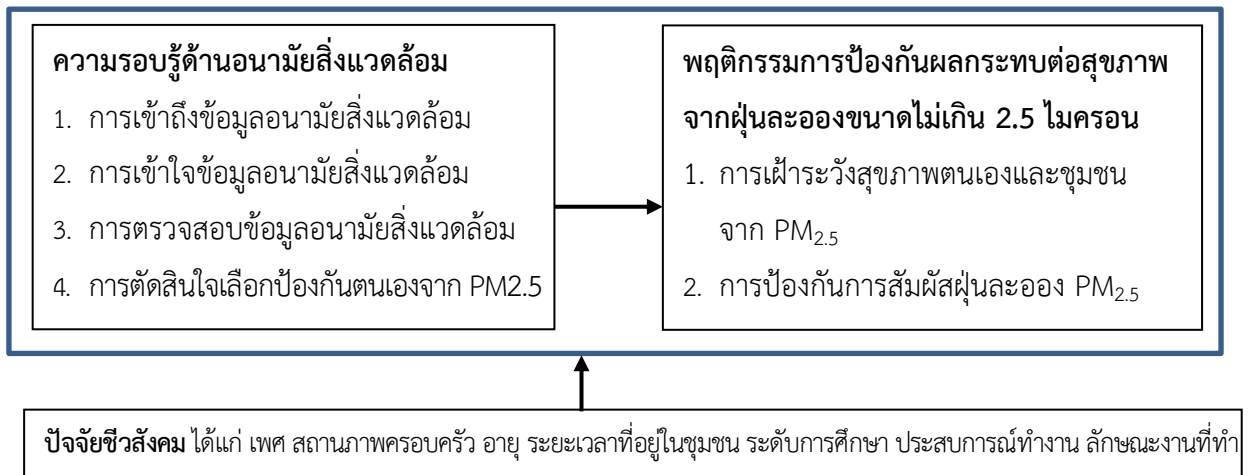 ความรอบรู้ด้านอนามัยสิ่งแวดล้อม
1. การเข้าถึงข้อมูลอนามัยสิ่งแวดล้อม
2. การเข้าใจข้อมูลอนามัยสิ่งแวดล้อม
3. การตรวจสอบข้อมูลอนามัยสิ่งแวดล้อม
4. การตัดสินใจเลือกป้องกันตนเองจาก PM2.5
พฤติกรรมการป้องกันผลกระทบต่อสุขภาพ
จากฝุ่นละอองขนาดไม่เกิน 2.5 ไมครอน
1. การเฝ้าระวังสุขภาพตนเองและชุมชน
จาก PM₂.₅
2. การป้องกันการสัมผัสฝุ่นละออง PM₂.₅
ปัจจัยชีวสังคม ได้แก่ เพศ สถานภาพครอบครัว อายุ ระยะเวลาที่อยู่ในชุมชน ระดับการศึกษา ประสบการณ์ทำงาน ลักษณะงานที่ทำ